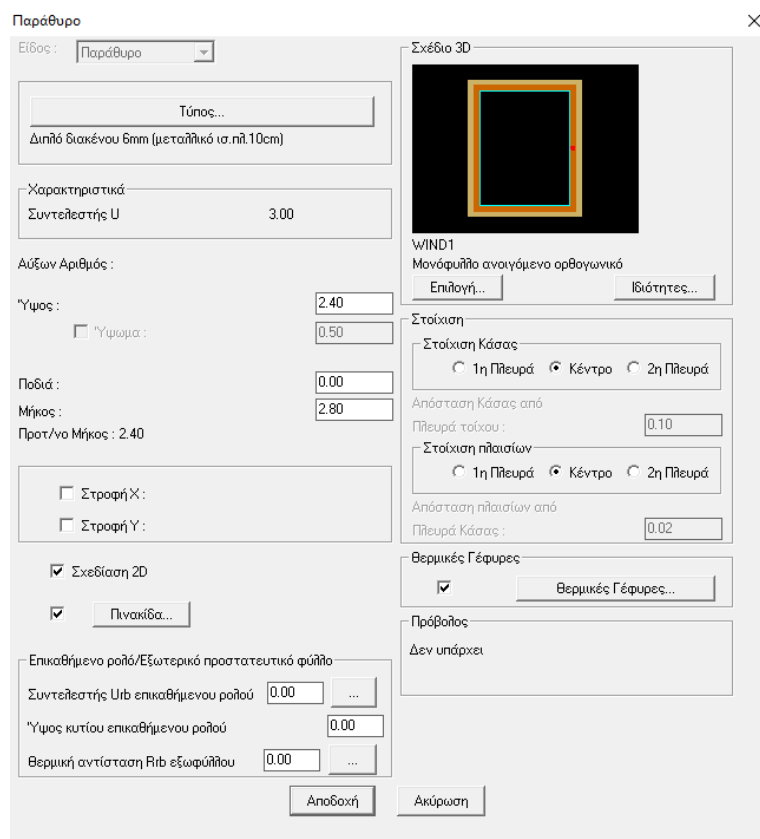 Παράθυρο
Είδος :
Παράθυρο
Τύπος...
Διπλό διακένου 6mm (μεταλλικό ισ.πλ.10cm)
Χαρακτηριστικά
Συντελεστής U 3.00
Αύξων Αριθμός :
Ύψος : 2.40
Ύψωμα : 0.50
Ποδιά : 0.00
Μήκος : 2.80
Προτ/νο Μήκος : 2.40
Στροφή Χ :
Στροφή Υ :
Σχεδίαση 2D
Πινακίδα...
Επικαθήμενο ρολό/Εξωτερικό προστατευτικό φύλλο
Συντελεστής Urb επικαθήμενου ρολού 0.00 ...
Ύψος κυτίου επικαθήμενου ρολού 0.00
Θερμική αντίσταση Rrb εξωφύλλου 0.00 ...
Σχέδιο 3D
WIND1
Μονόφυλλο ανοιγόμενο ορθογωνικό
Επιλογή... Ιδιότητες...
Στοίχιση
Στοίχιση Κάσας
1η Πλευρά Κέντρο 2η Πλευρά
Απόσταση Κάσας από
Πλευρά τοίχου : 0.10
Στοίχιση πλαισίων
1η Πλευρά Κέντρο 2η Πλευρά
Απόσταση πλαισίων από
Πλευρά Κάσας : 0.02
Θερμικές Γέφυρες
Θερμικές Γέφυρες...
Πρόβολος
Δεν υπάρχει
Αποδοχή Ακύρωση